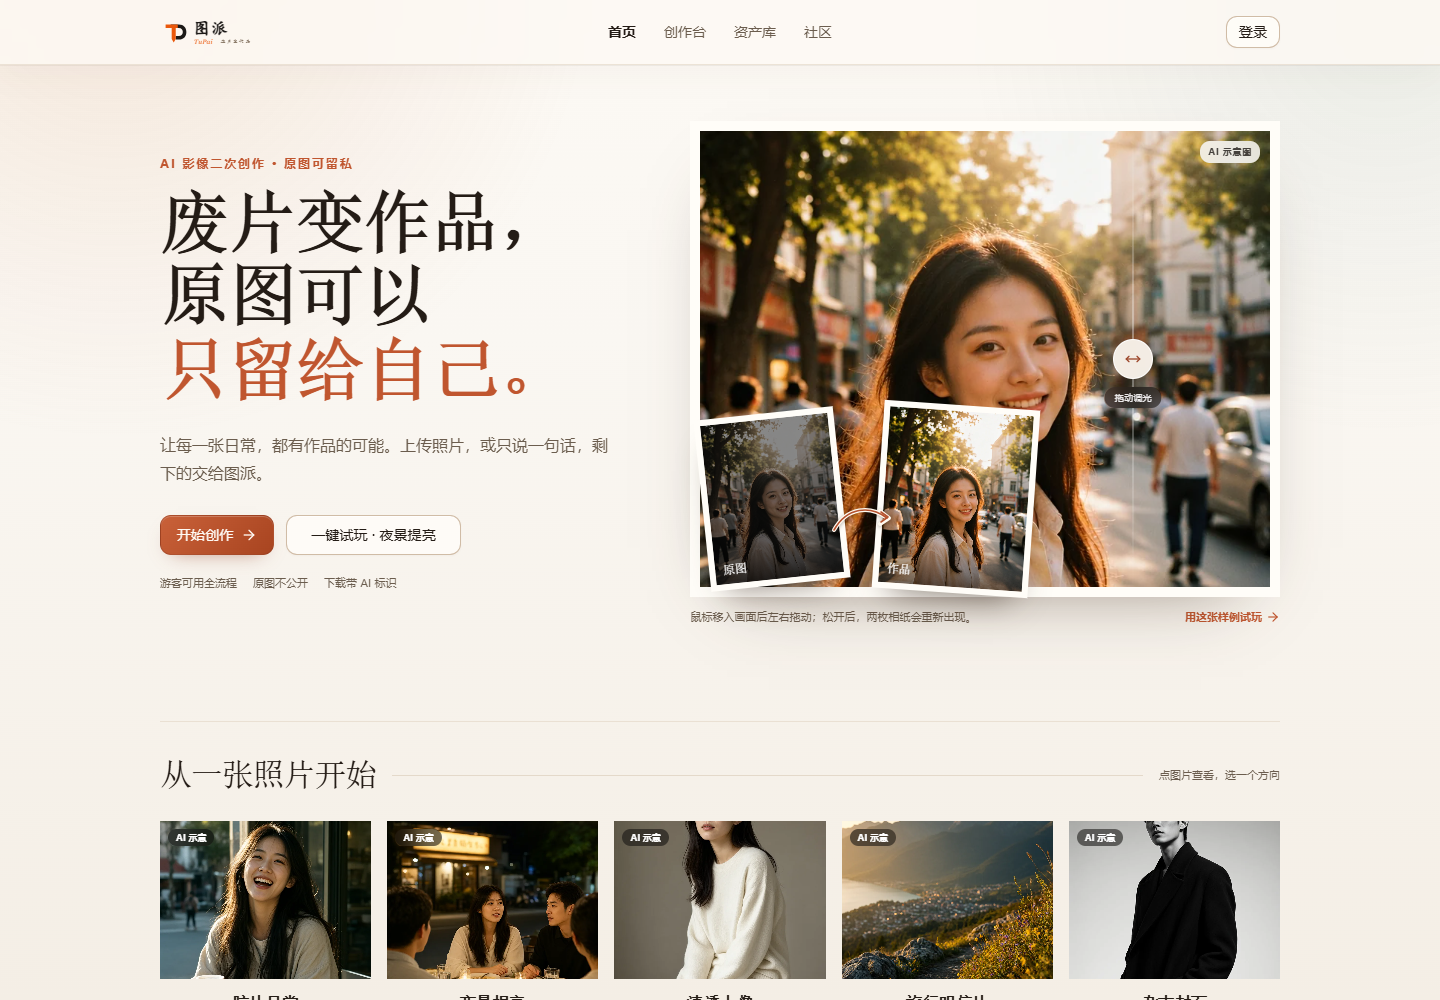 图派
TuPai
首页
创作台
资产库
社区
登录
AI 影像二次创作 • 原图可留私
废片变作品，
原图可以
只留给自己。
让每一张日常，都有作品的可能。上传照片，或只说一句话，剩
下的交给图派。
开始创作 →
一键试玩 · 夜景提亮
游客可用全流程 原图不公开 下载带 AI 标识
AI 示意图
拖动调光
原图
作品
鼠标移入画面后左右拖动；松开后，两枚相纸会重新出现。
用这张样例试玩 →
从一张照片开始
点图片查看，选一个方向
AI 示意
AI 示意
AI 示意
AI 示意
AI 示意